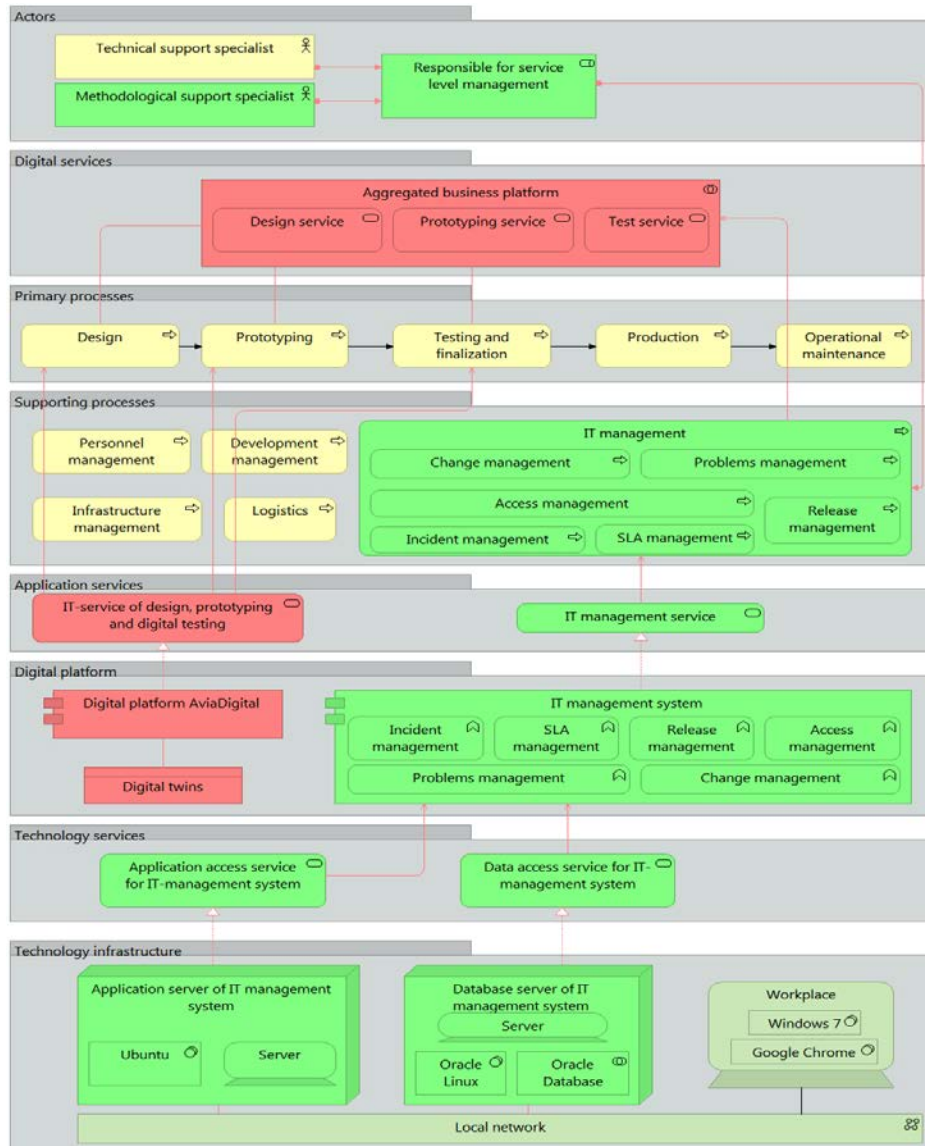 Actors
Technical support specialist
Methodological support specialist
Responsible for service
level management
Digital services
Aggregated business platform
Design service
Prototyping service
Test service
Primary processes
Design
Prototyping
Testing and
finalization
Production
Operational
maintenance
Supporting processes
Personnel
management
Development
management
Infrastructure
management
Logistics
IT management
Change management
Problems management
Access management
Release
management
Incident management
SLA management
Application services
IT-service of design, prototyping
and digital testing
IT management service
Digital platform
Digital platform AviaDigital
Digital twins
IT management system
Incident
management
SLA
management
Release
management
Access
management
Problems management
Change management
Technology services
Application access service
for IT-management system
Data access service for IT-
management system
Technology infrastructure
Application server of IT management
system
Ubuntu
Server
Database server of IT
management system
Server
Oracle
Linux
Oracle
Database
Workplace
Windows 7
Google Chrome
Local network